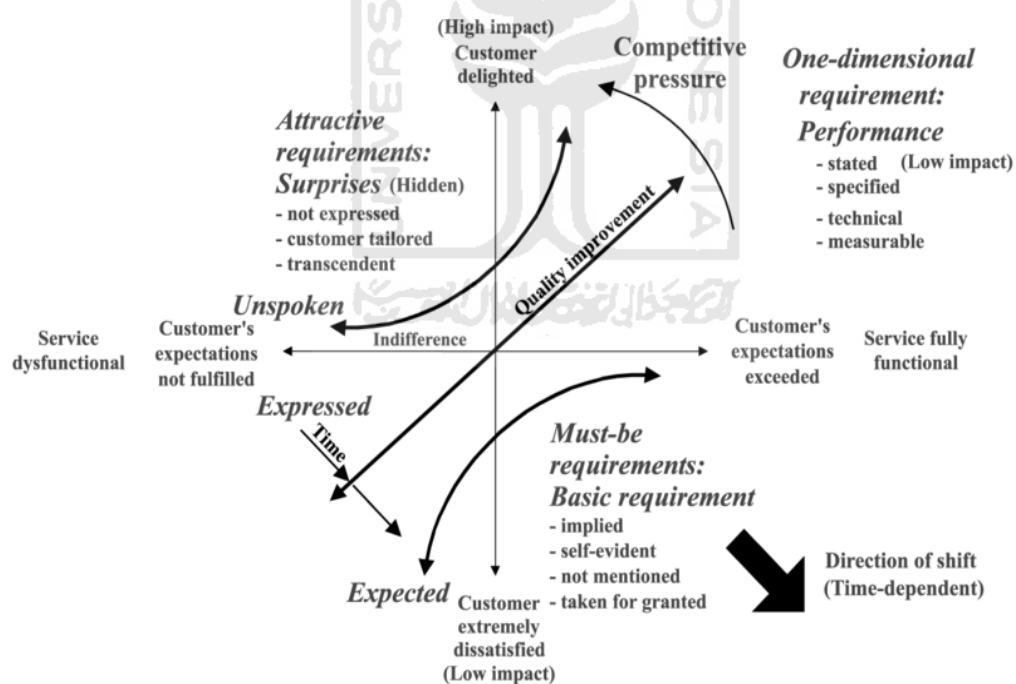 (High impact)
Customer
delighted
Competitive
pressure
One-dimensional
requirement:
Performance
- stated (Low impact)
- specified
- technical
- measurable
Attractive
requirements:
Surprises (Hidden)
- not expressed
- customer tailored
- transcendent
Quality improvement
Unspoken
Service
dysfunctional
Customer's
expectations
not fulfilled
Indifference
Customer's
expectations
exceeded
Service fully
functional
Expressed
Time
Must-be
requirements:
Basic requirement
- implied
- self-evident
- not mentioned
- taken for granted
Expected
Customer
extremely
dissatisfied
(Low impact)
Direction of shift
(Time-dependent)
UNIVERS
ONESIA